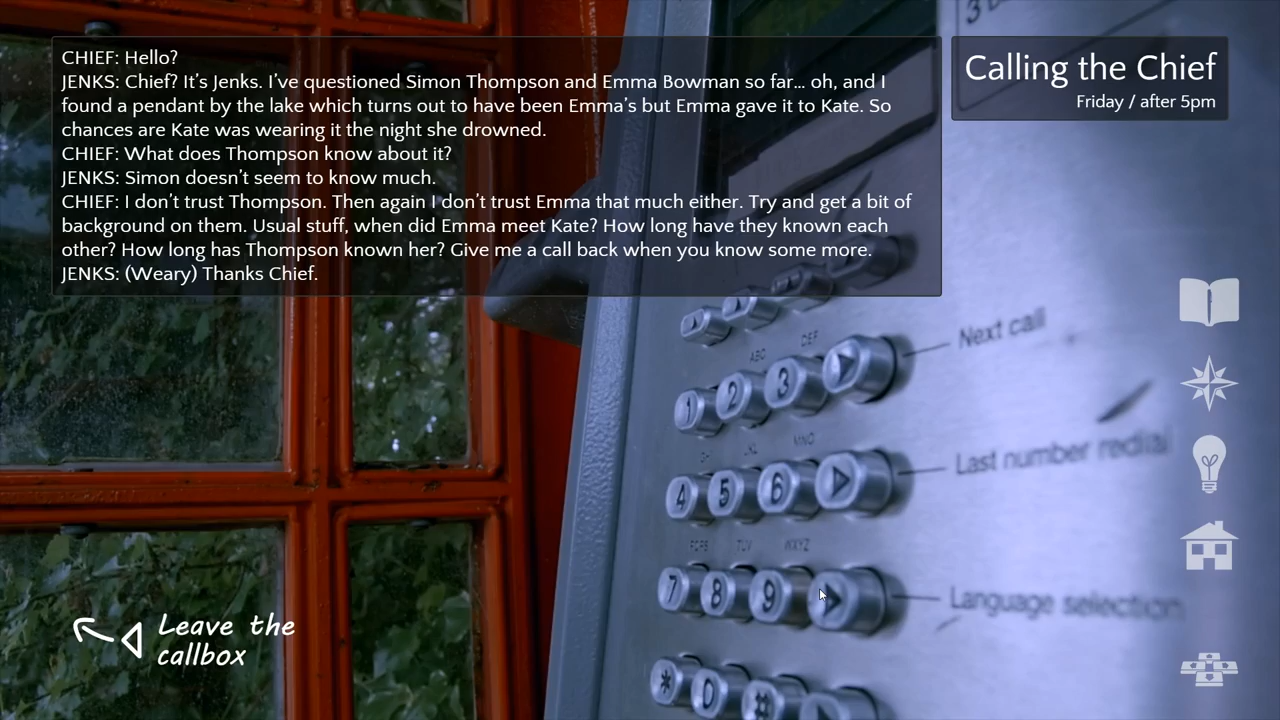 CHIEF: Hello?
JENKS: Chief? It's Jenks. I've questioned Simon Thompson and Emma Bowman so far... oh, and I
found a pendant by the lake which turns out to have been Emma's but Emma gave it to Kate. So
chances are Kate was wearing it the night she drowned.
CHIEF: What does Thompson know about it?
JENKS: Simon doesn't seem to know much.
CHIEF: I don't trust Thompson. Then again I don't trust Emma that much either. Try and get a bit of
background on them. Usual stuff, when did Emma meet Kate? How long have they known each
other? How long has Thompson known her? Give me a call back when you know some more.
JENKS: (Weary) Thanks Chief.
Calling the Chief
Friday / after 5pm
Next call
ABC DEF
1 2 3
Last number redial
JKL MNO
4 5 6
Language selection
PQRS TUV WXYZ
7 8 9
* 0 #
Leave the
callbox